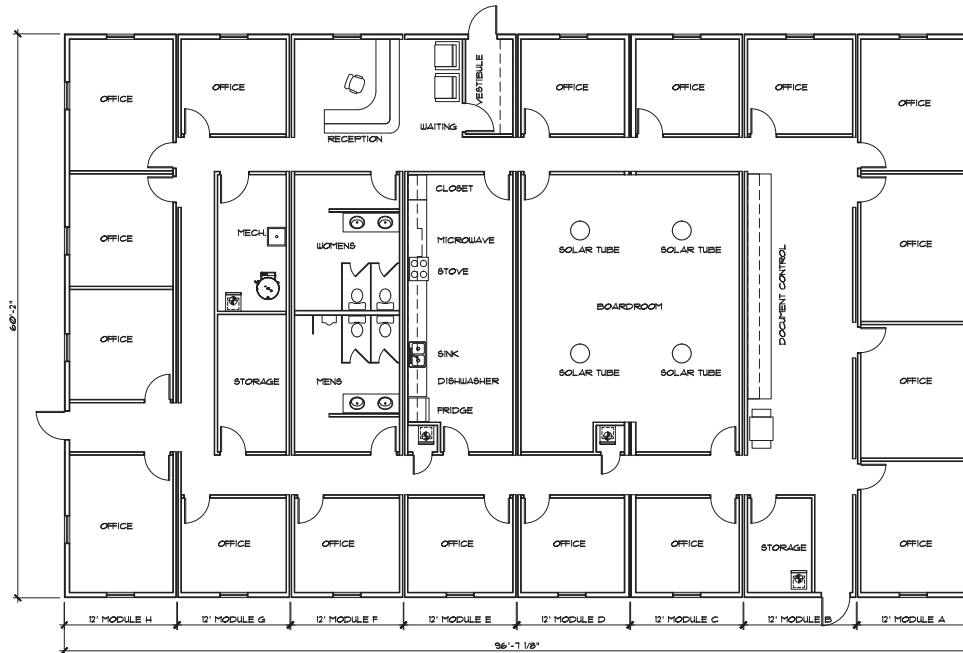 OFFICE
OFFICE
RECEPTION
WAITING
VESTIBULE
OFFICE
OFFICE
OFFICE
OFFICE
60'-2"
OFFICE
MECH.
WOMENS
CLOSET
MICROWAVE
STOVE
SOLAR TUBE
SOLAR TUBE
BOARDROOM
DOCUMENT CONTROL
OFFICE
OFFICE
STORAGE
MENS
SINK
DISHWASHER
FRIDGE
SOLAR TUBE
SOLAR TUBE
OFFICE
OFFICE
OFFICE
OFFICE
OFFICE
OFFICE
OFFICE
STORAGE
OFFICE
12' MODULE H
12' MODULE G
12' MODULE F
12' MODULE E
12' MODULE D
12' MODULE C
12' MODULE B
12' MODULE A
96'-7 1/8"